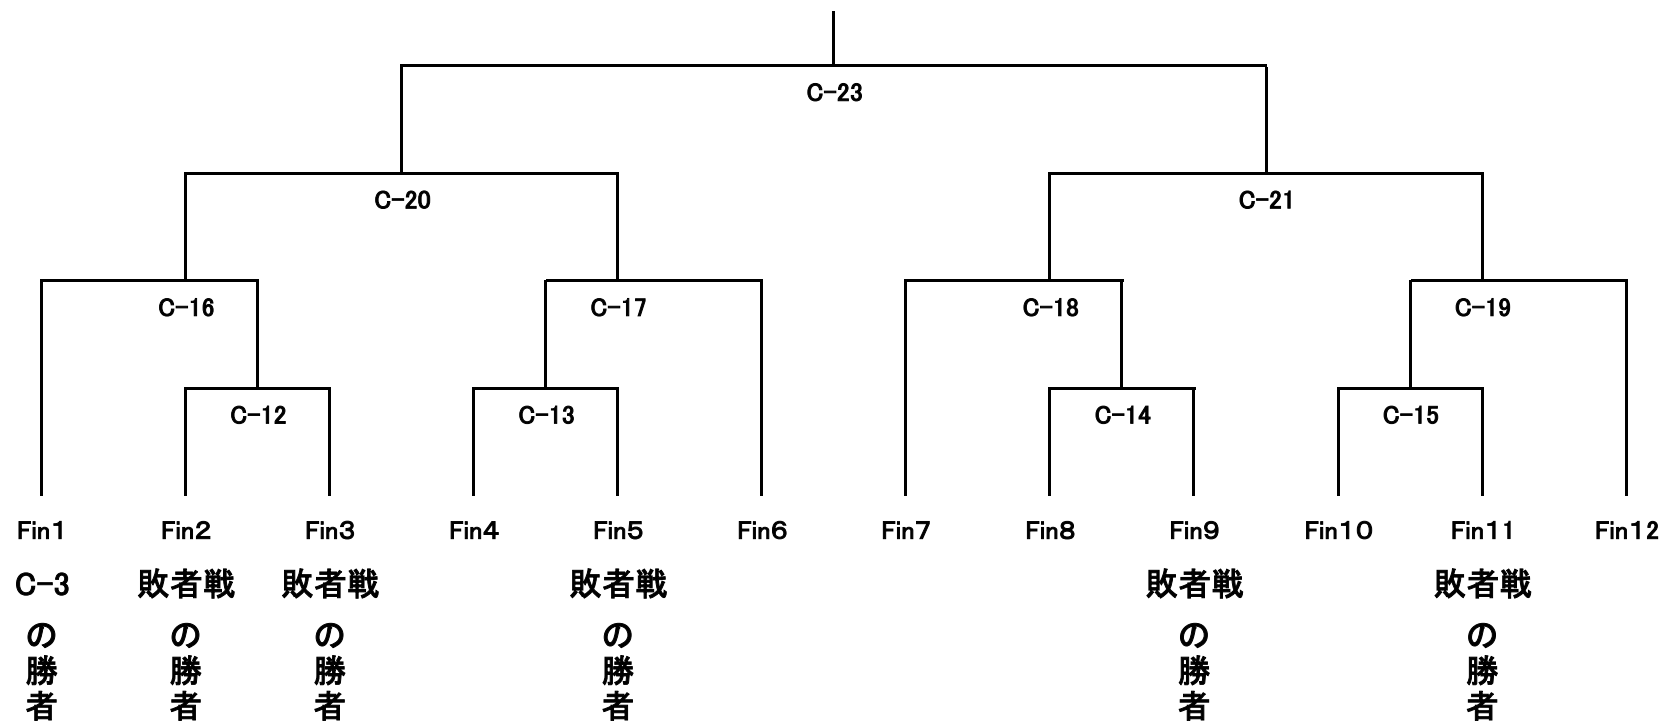 C-23
C-20 C-21
C-16 C-17 C-18 C-19
C-12 C-13 C-14 C-15
Fin1 Fin2 Fin3 Fin4 Fin5 Fin6 Fin7 Fin8 Fin9 Fin10 Fin11 Fin12
C-3の勝者
敗者戦の勝者
敗者戦の勝者
敗者戦の勝者
敗者戦の勝者
敗者戦の勝者